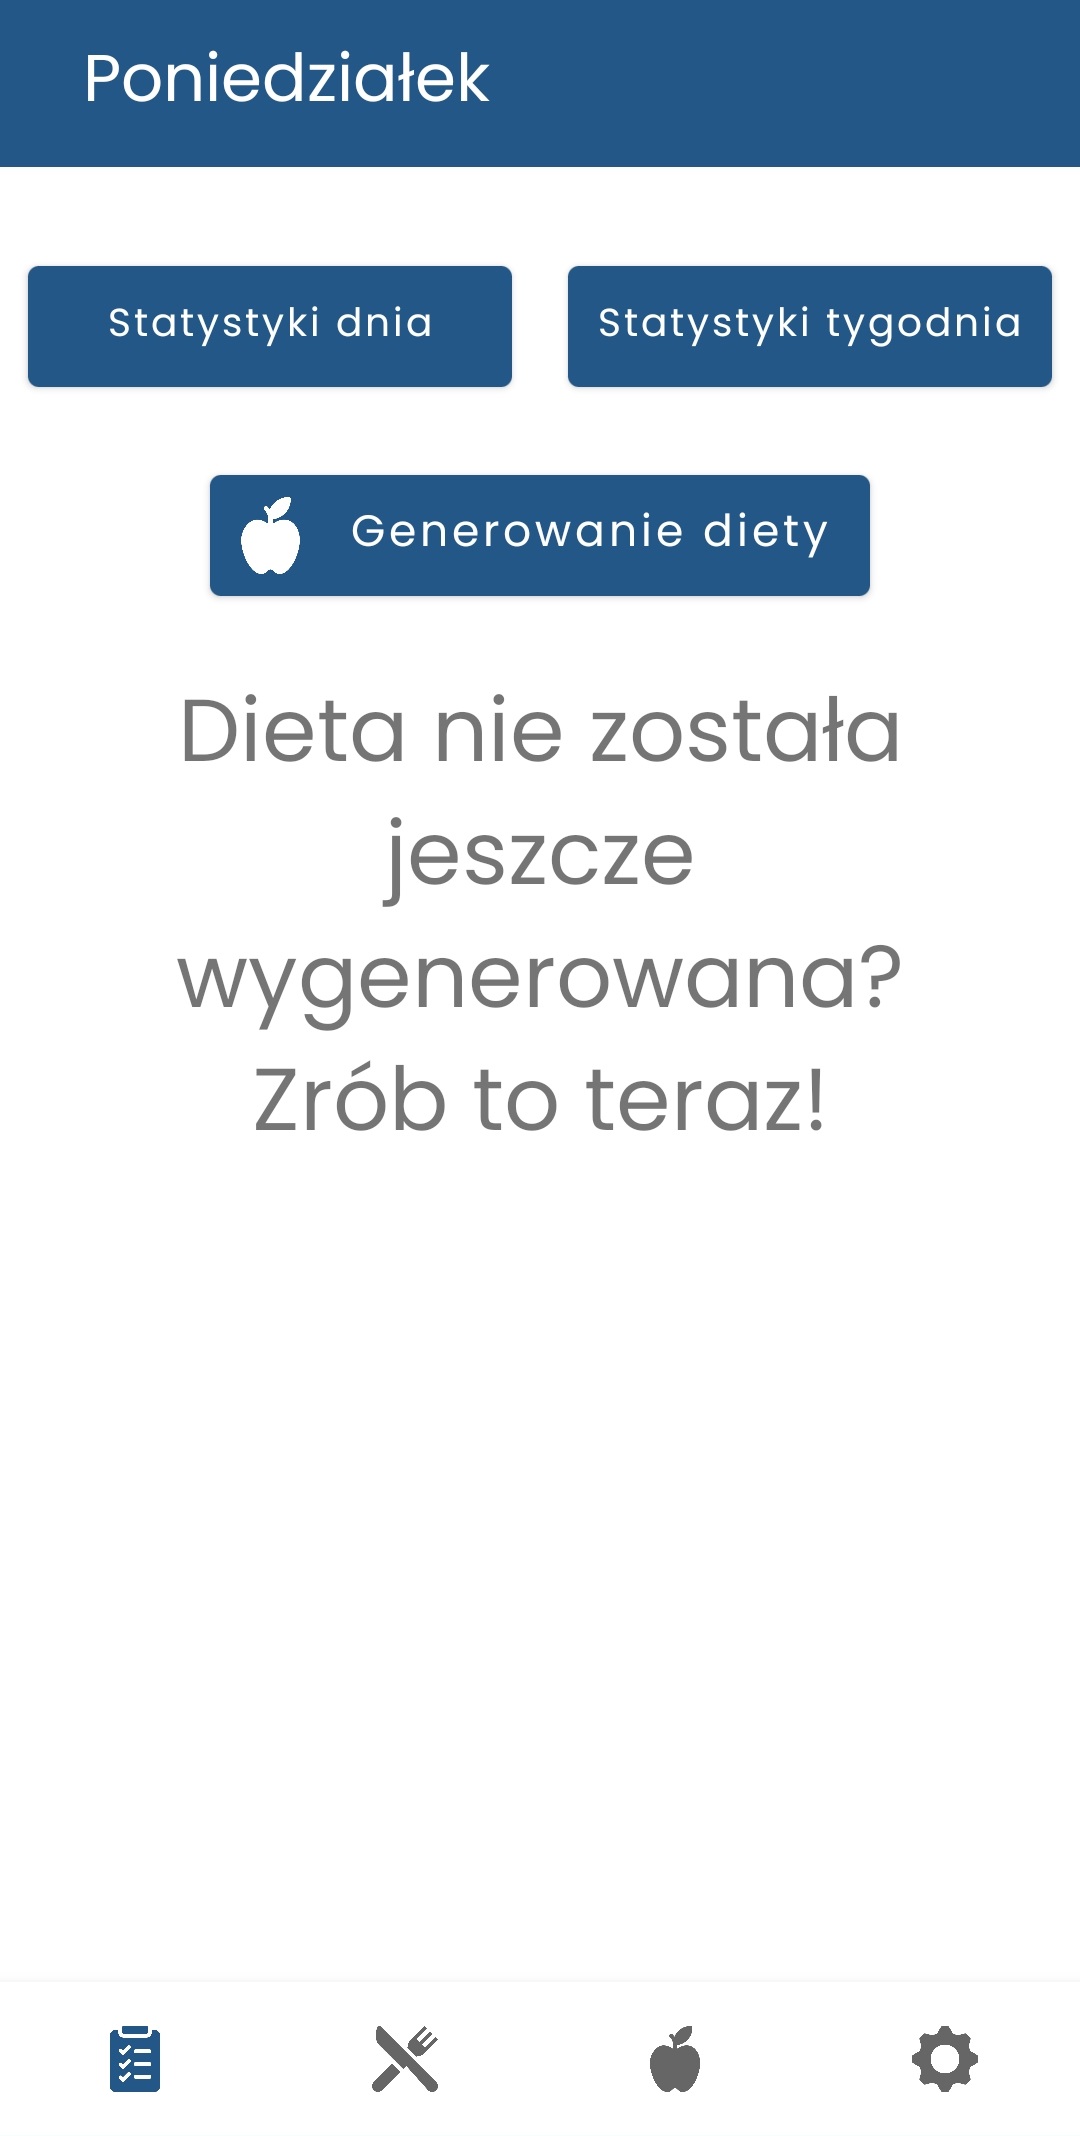 Poniedziałek
Statystyki dnia
Statystyki tygodnia
Generowanie diety
Dieta nie została
jeszcze
wygenerowana?
Zrób to teraz!